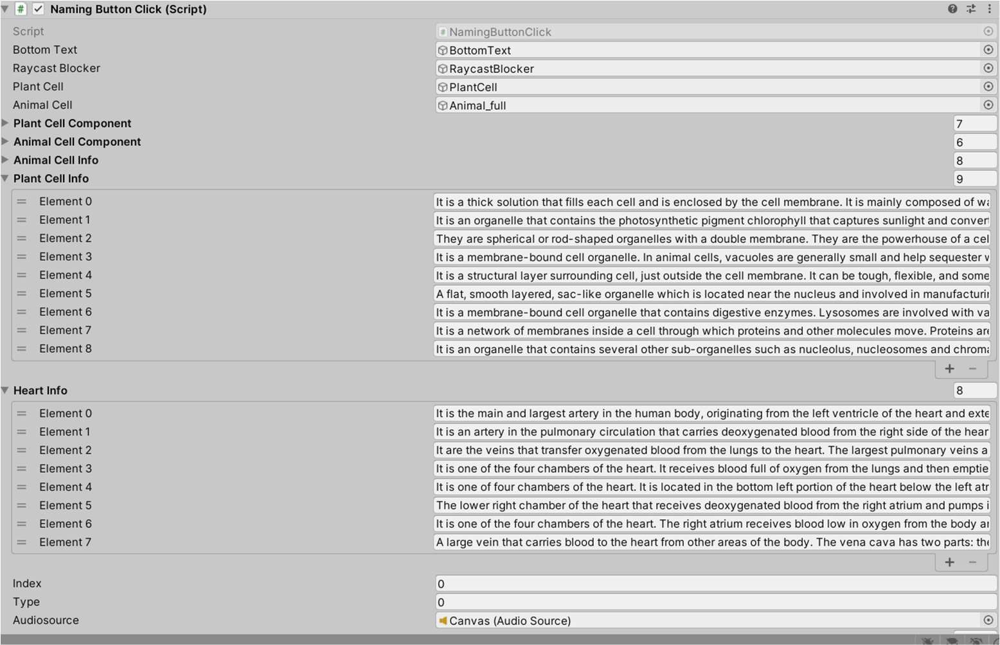 Naming Button Click (Script)
Script NamingButtonClick
Bottom Text BottomText
Raycast Blocker RaycastBlocker
Plant Cell PlantCell
Animal Cell Animal_full
Plant Cell Component 7
Animal Cell Component 6
Animal Cell Info 8
Plant Cell Info 9
Element 0 It is a thick solution that fills each cell and is enclosed by the cell membrane. It is mainly composed of
Element 1 It is an organelle that contains the photosynthetic pigment chlorophyll that captures sunlight and conver
Element 2 They are spherical or rod-shaped organelles with a double membrane. They are the powerhouse of a cel
Element 3 It is a membrane-bound cell organelle. In animal cells, vacuoles are generally small and help sequester
Element 4 It is a structural layer surrounding cell, just outside the cell membrane. It can be tough, flexible, and some
Element 5 A flat, smooth layered, sac-like organelle which is located near the nucleus and involved in manufacturi
Element 6 It is a membrane-bound cell organelle that contains digestive enzymes. Lysosomes are involved with va
Element 7 It is a network of membranes inside a cell through which proteins and other molecules move. Proteins are
Element 8 It is an organelle that contains several other sub-organelles such as nucleolus, nucleosomes and chroma
+ −
Heart Info 8
Element 0 It is the main and largest artery in the human body, originating from the left ventricle of the heart and exte
Element 1 It is an artery in the pulmonary circulation that carries deoxygenated blood from the right side of the hear
Element 2 It are the veins that transfer oxygenated blood from the lungs to the heart. The largest pulmonary veins a
Element 3 It is one of the four chambers of the heart. It receives blood full of oxygen from the lungs and then emptie
Element 4 It is one of four chambers of the heart. It is located in the bottom left portion of the heart below the left atr
Element 5 The lower right chamber of the heart that receives deoxygenated blood from the right atrium and pumps i
Element 6 It is one of the four chambers of the heart. The right atrium receives blood low in oxygen from the body
Element 7 A large vein that carries blood to the heart from other areas of the body. The vena cava has two parts: the
+ −
Index 0
Type 0
Audiosource Canvas (Audio Source)